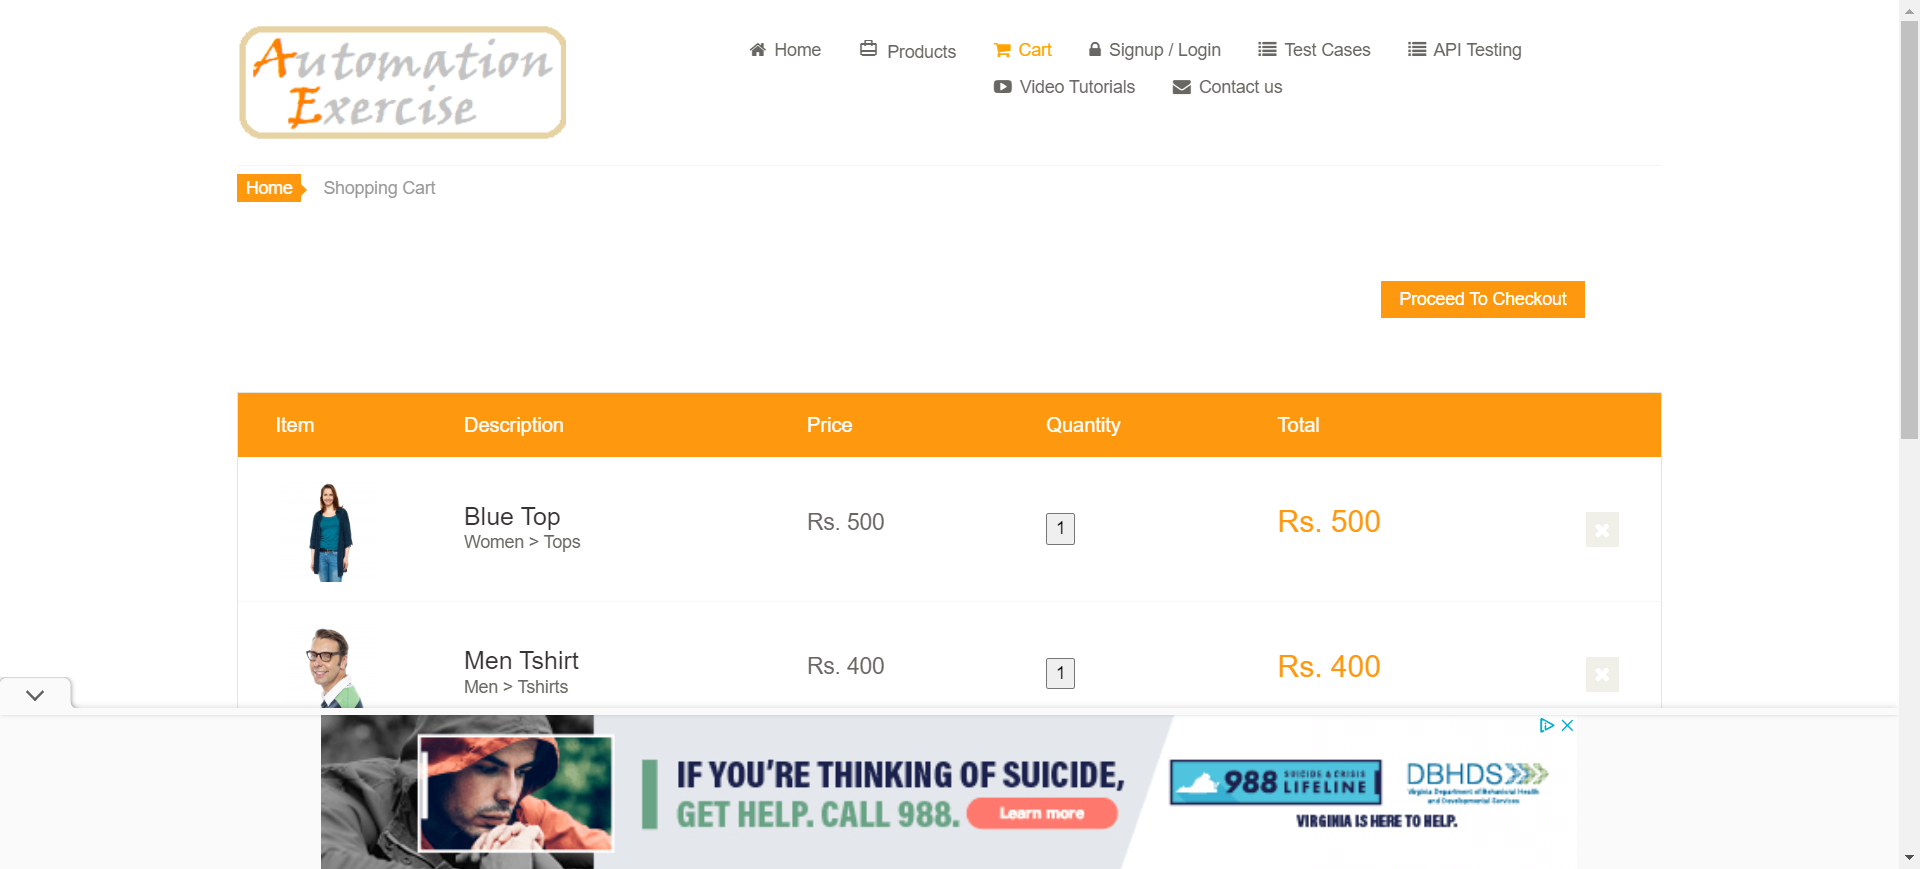 Automation
Exercise
Home
Products
Cart
Signup / Login
Test Cases
API Testing
Video Tutorials
Contact us
Home
Shopping Cart
Proceed To Checkout
Item
Description
Price
Quantity
Total
Blue Top
Women > Tops
Rs. 500
1
Rs. 500
Men Tshirt
Men > Tshirts
Rs. 400
1
Rs. 400
IF YOU'RE THINKING OF SUICIDE,
GET HELP. CALL 988.
Learn more
988 SUICIDE & CRISIS
LIFELINE
DBHDS
Virginia Department of Behavioral Health
and Developmental Services
VIRGINIA IS HERE TO HELP.